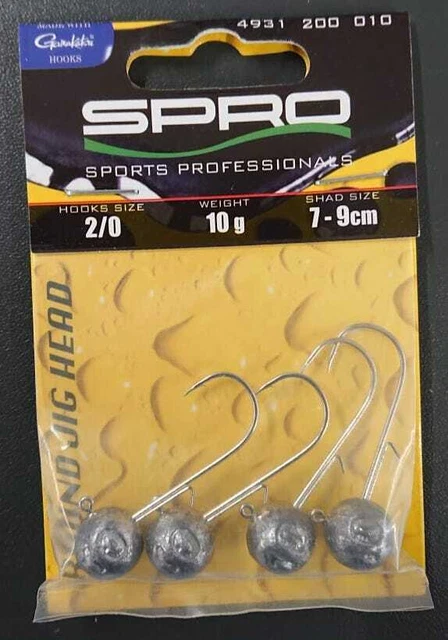 MADE WITH
Gamakatsu
HOOKS
4931 200 010
SPRO
SPORTS PROFESSIONALS
HOOKS SIZE
2/0
WEIGHT
10 g
SHAD SIZE
7 - 9cm
ROUND JIG HEAD